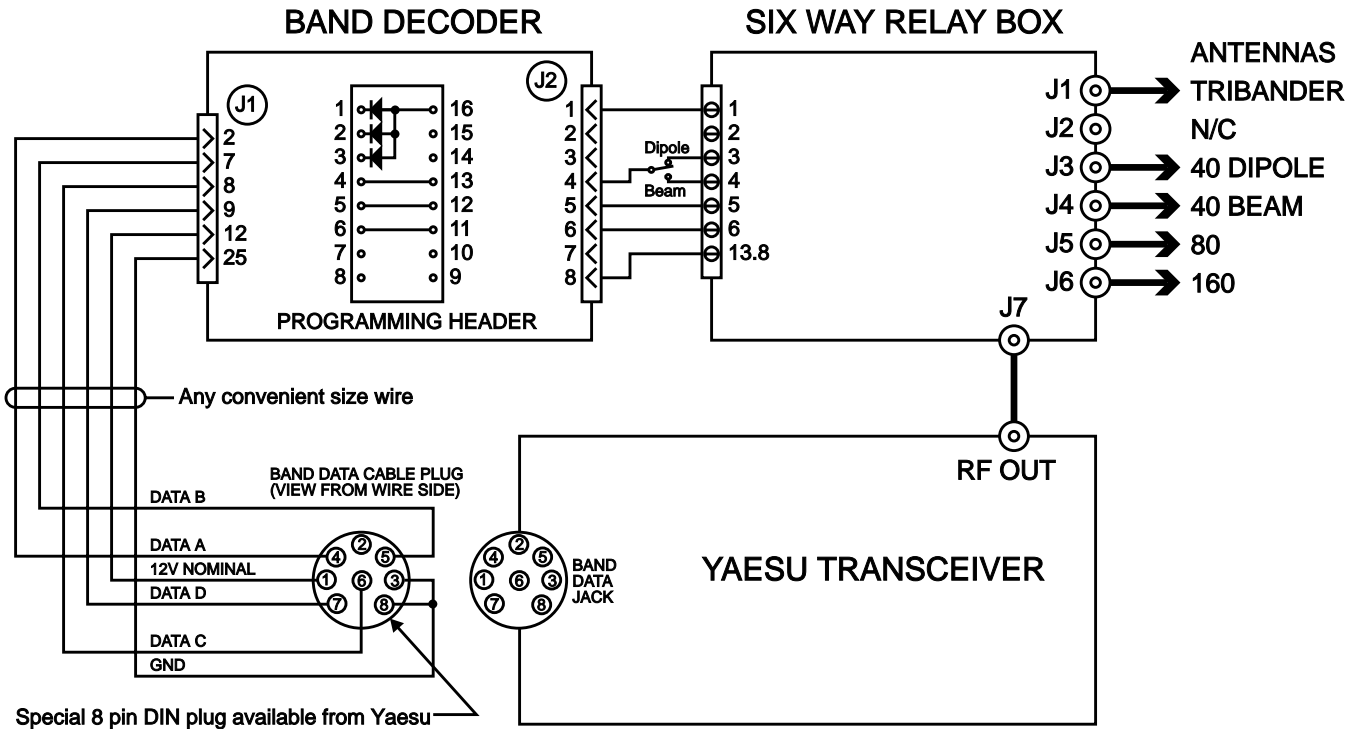 BAND DECODER
SIX WAY RELAY BOX
ANTENNAS
J1
J2
1 16
2 15
3 14
4 13
5 12
6 11
7 10
8 9
PROGRAMMING HEADER
2
7
8
9
12
25
1
2
3
4
5
6
7
8
Dipole
Beam
1
2
3
4
5
6
13.8
J1 TRIBANDER
J2 N/C
J3 40 DIPOLE
J4 40 BEAM
J5 80
J6 160
J7
Any convenient size wire
RF OUT
BAND DATA CABLE PLUG
(VIEW FROM WIRE SIDE)
DATA B
DATA A
12V NOMINAL
DATA D
DATA C
GND
2
4 5
1 6 3
7 8
2
4 5
1 6 3
7 8
BAND
DATA
JACK
YAESU TRANSCEIVER
Special 8 pin DIN plug available from Yaesu